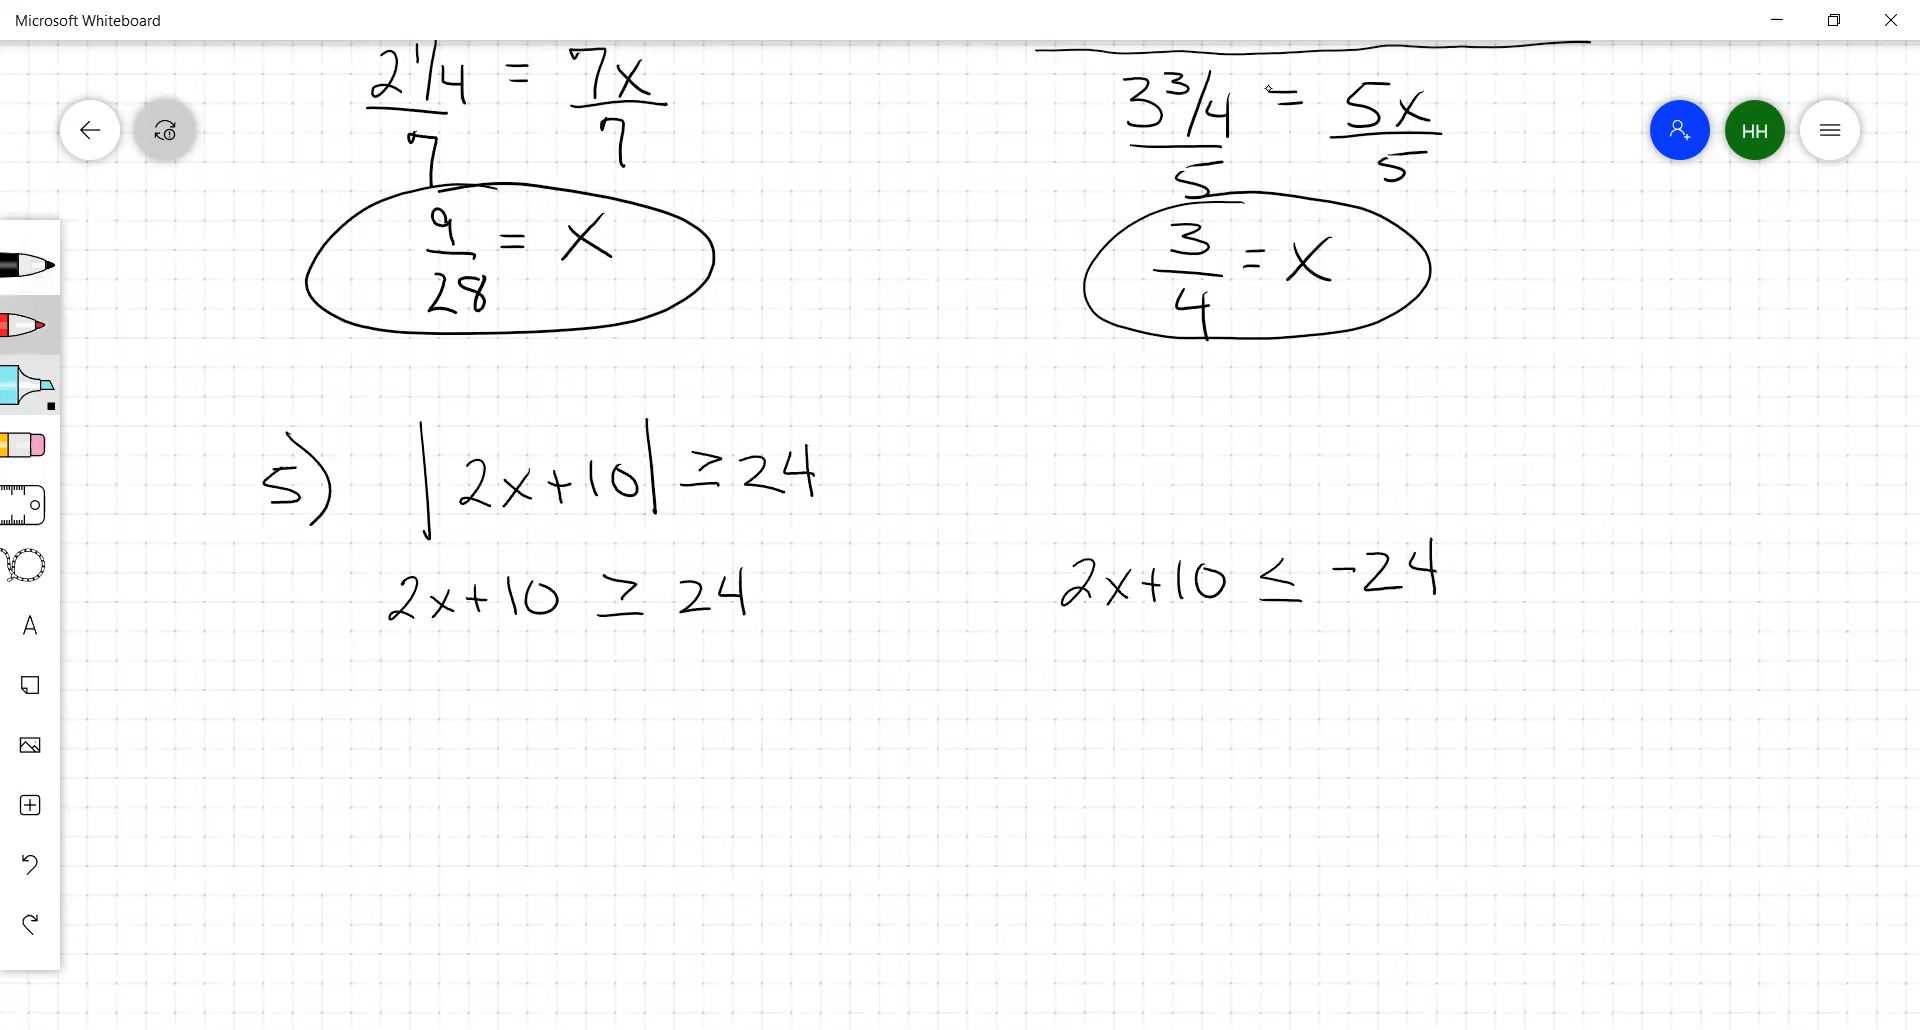 Microsoft Whiteboard
2 1/4 = 7x
7 7
9/28 = x
3 3/4 = 5x
5 5
3/4 = x
HH
5) |2x+10| ≥ 24
2x+10 ≥ 24
2x+10 ≤ -24
A